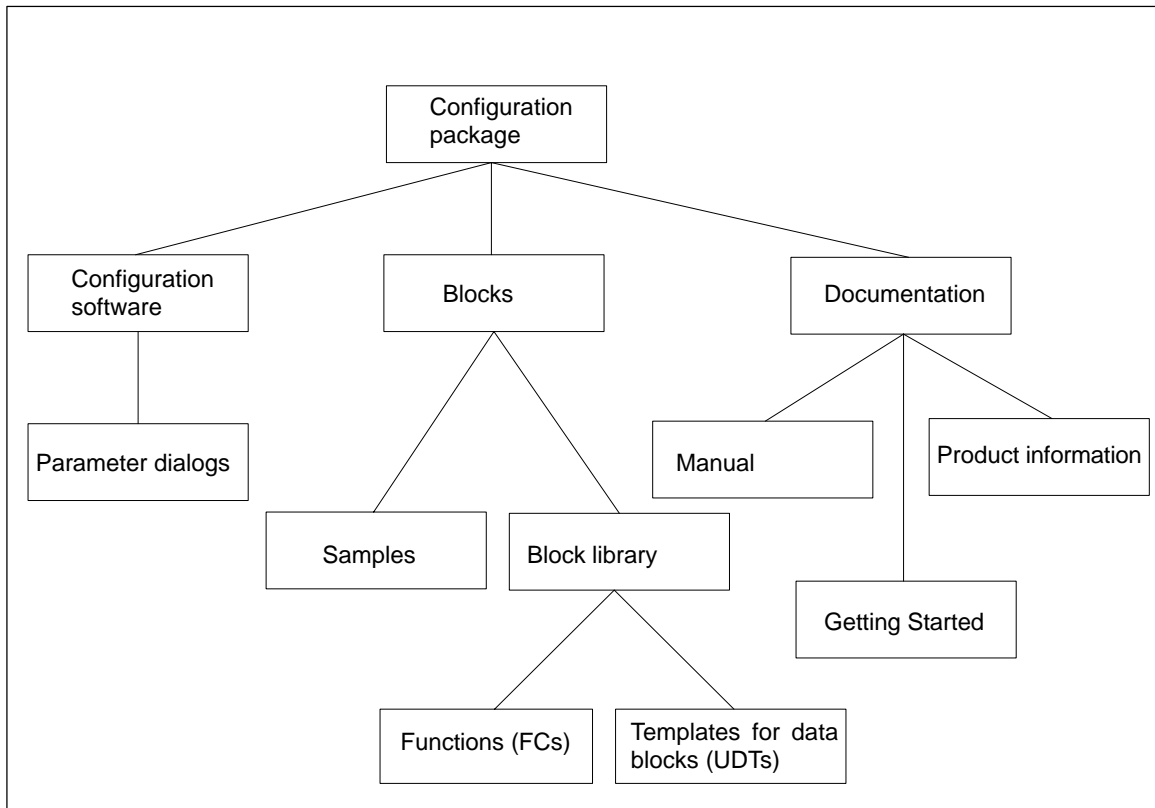 Configuration
package
Configuration
software
Blocks
Documentation
Parameter dialogs
Manual
Product information
Samples
Block library
Getting Started
Functions (FCs)
Templates for data
blocks (UDTs)